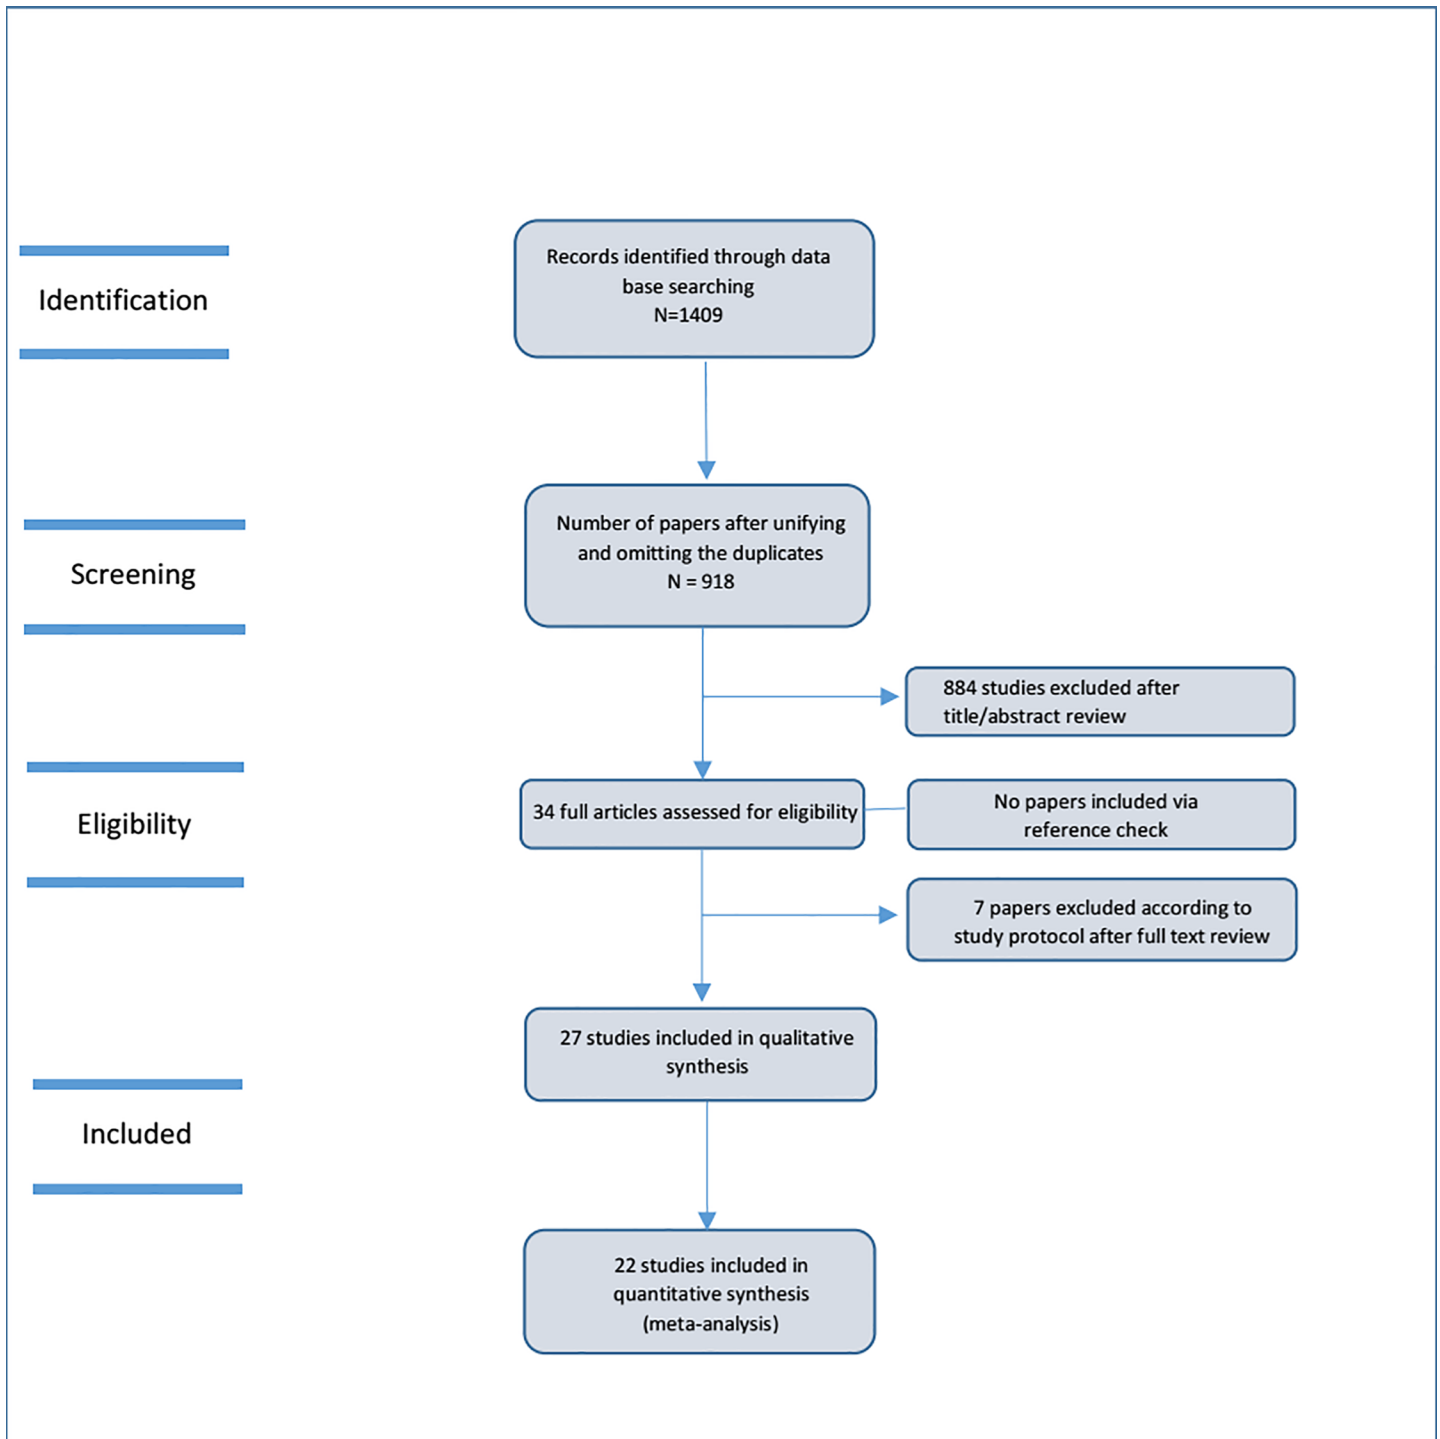 Identification
Records identified through data
base searching
N=1409
Screening
Number of papers after unifying
and omitting the duplicates
N = 918
884 studies excluded after
title/abstract review
Eligibility
34 full articles assessed for eligibility
No papers included via
reference check
7 papers excluded according to
study protocol after full text review
27 studies included in qualitative
synthesis
Included
22 studies included in
quantitative synthesis
(meta-analysis)